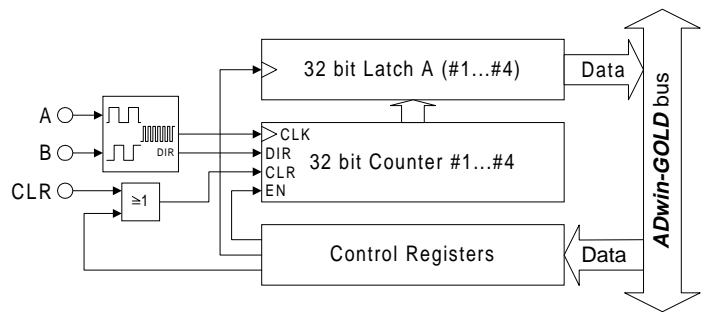 32 bit Latch A (#1...#4)
Data
A
B
DIR
CLK
DIR
CLR
EN
32 bit Counter #1...#4
CLR
≥1
Control Registers
Data
ADwin-GOLD bus